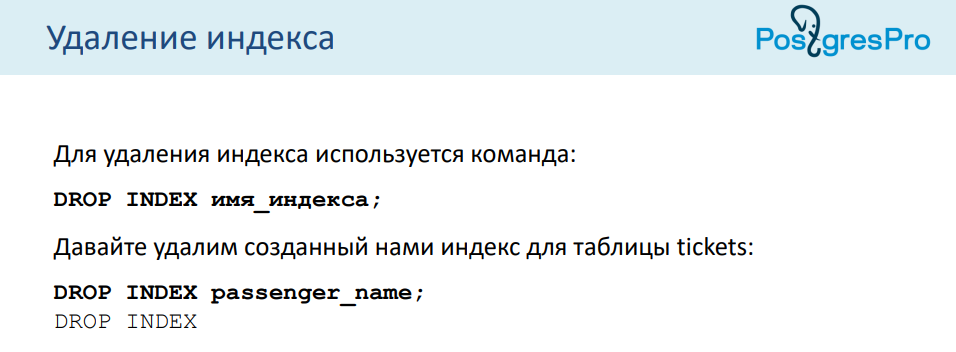 Удаление индекса
PostgresPro
Для удаления индекса используется команда:
DROP INDEX имя_индекса;
Давайте удалим созданный нами индекс для таблицы tickets:
DROP INDEX passenger_name;
DROP INDEX